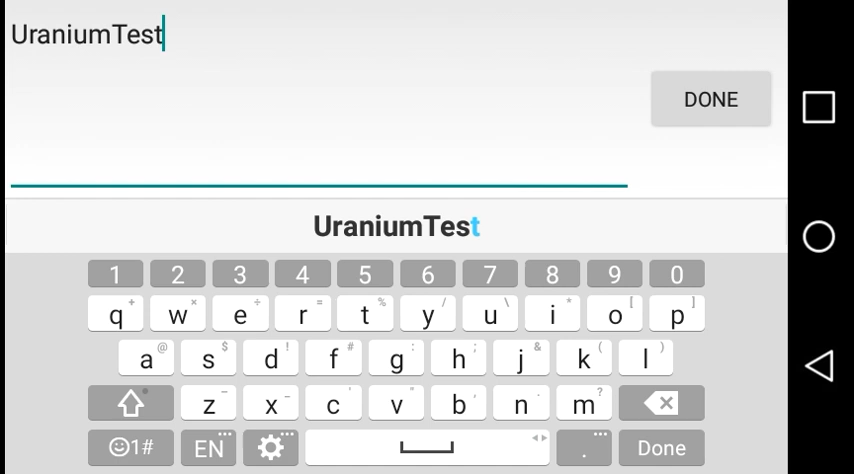 UraniumTest
DONE
UraniumTest
1 2 3 4 5 6 7 8 9 0
q + w × e ÷ r = t % y / u \ i * o [ p ]
a @ s $ d ! f # g : h ; j & k ( l )
z – x _ c ' v " b , n . m ?
☺1# EN ... ... . ... Done